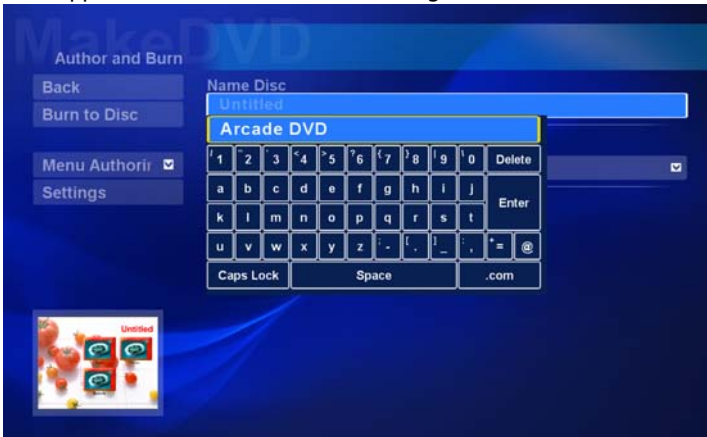 MakeDVD
Author and Burn
Back
Burn to Disc
Menu Authorin
Settings
Name Disc
Untitled
Arcade DVD
1 2 3 4 5 6 7 8 9 0 Delete
a b c d e f g h i j
Enter
k l m n o p q r s t
u v w x y z - . _ , = @
Caps Lock Space .com
Untitled